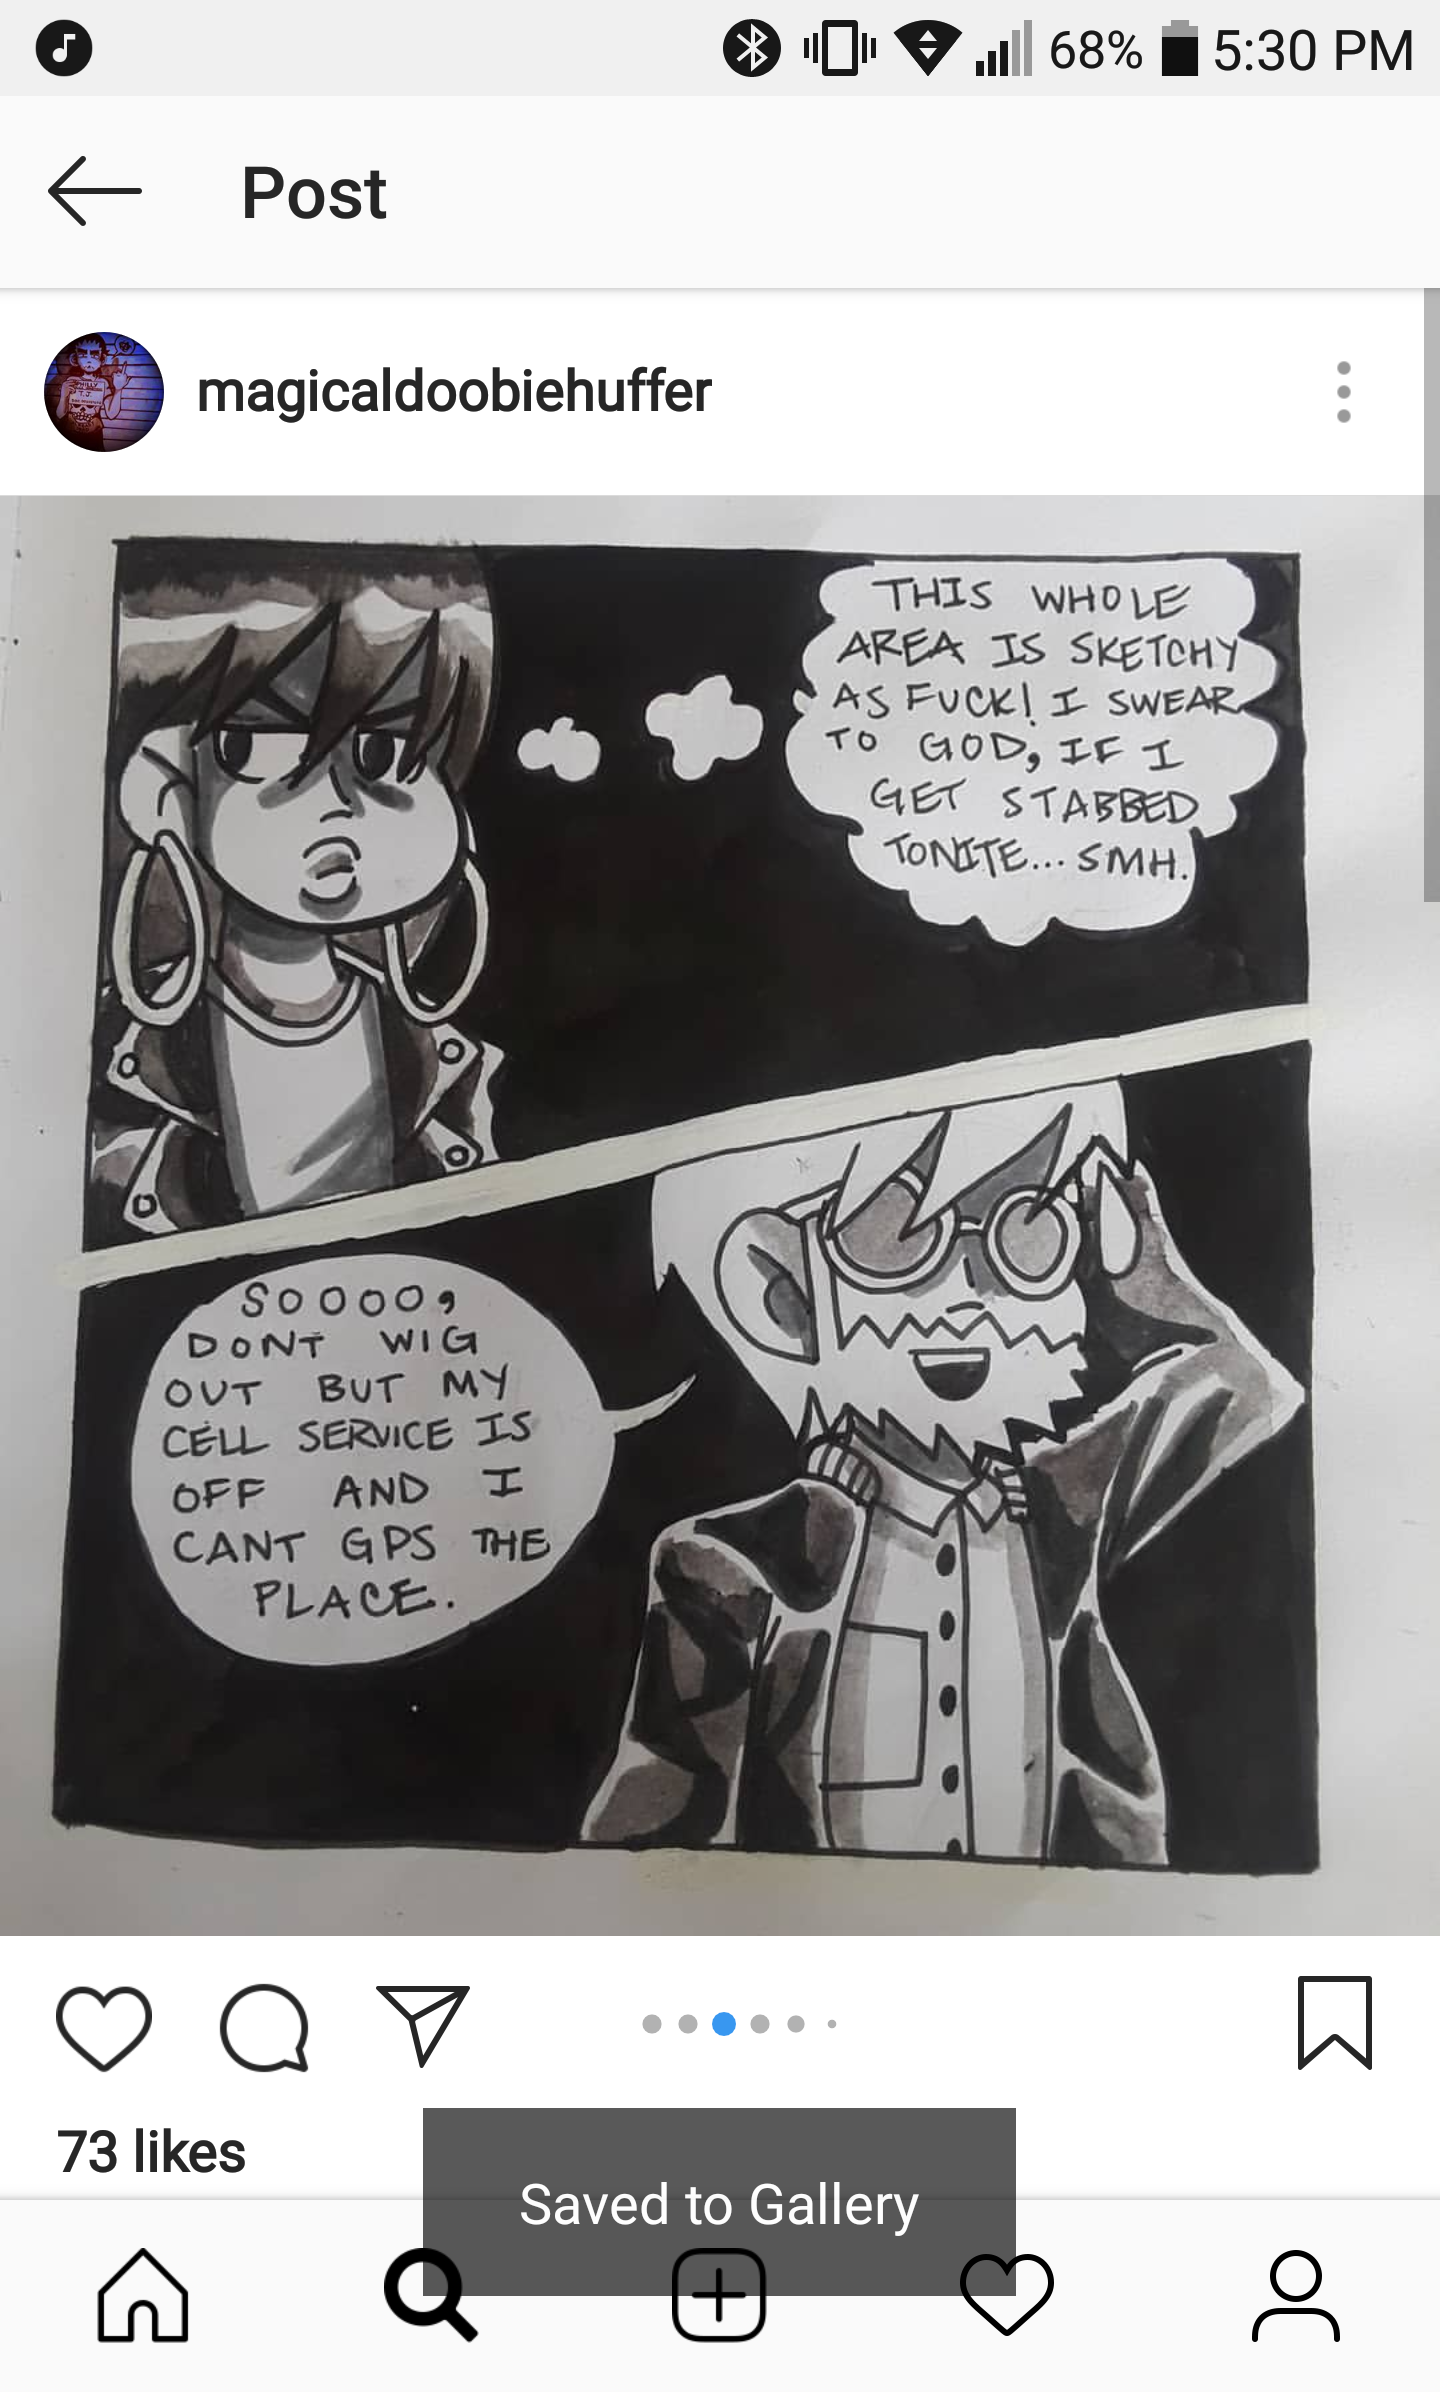 68% 5:30 PM
Post
magicaldoobiehuffer
THIS WHOLE
AREA IS SKETCHY
AS FUCK! I SWEAR
TO GOD, IF I
GET STABBED
TONITE... SMH.
SOOOO,
DONT WIG
OUT BUT MY
CELL SERVICE IS
OFF AND I
CANT GPS THE
PLACE.
73 likes
Saved to Gallery